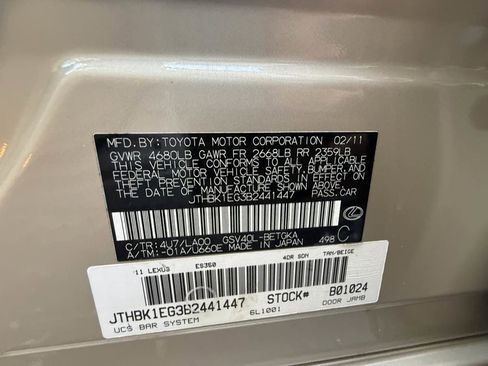 MFD.BY:TOYOTA MOTOR CORPORATION 02/11
GVWR 4680LB GAWR FR 2668LB RR 2359LB
THIS VEHICLE CONFORMS TO ALL APPLICABLE
FEDERAL MOTOR VEHICLE SAFETY,BUMPER,AND
THEFT PREVENTION STANDARDS IN EFFECT ON
THE DATE OF MANUFACTURE SHOWN ABOVE.
JTHBK1EG3B2441447 PASS.CAR
C/TR:4U7/LA00 GSV40L-BETGKA
A/TM:-01A/U660E MADE IN JAPAN 498 C
11 LEXUS ES350 4DR SDN TAN/BEIGE
JTHBK1EG3B2441447 STOCK# B01024
UCS BAR SYSTEM 6L1001 DOOR JAMB